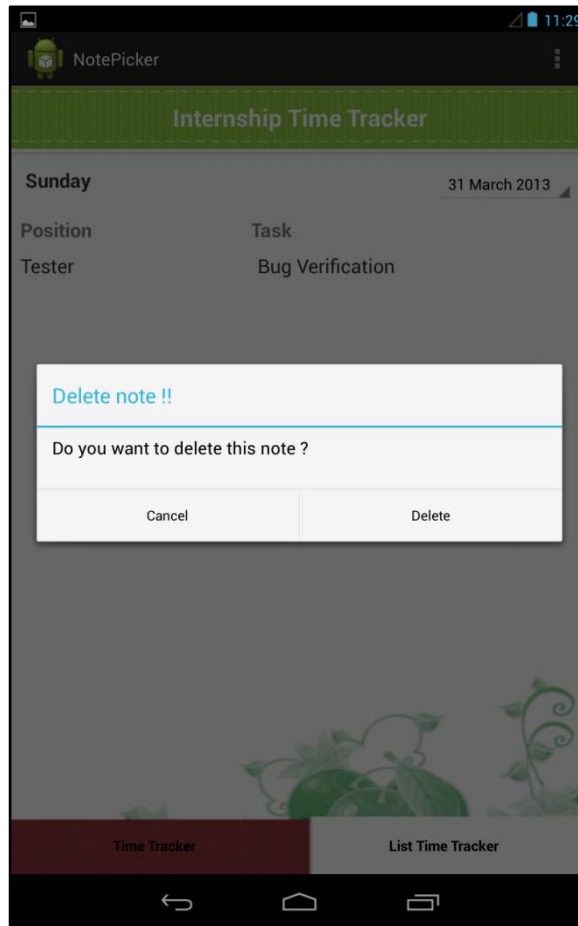 11:29
NotePicker
Internship Time Tracker
Sunday
31 March 2013
Position Task
Tester Bug Verification
Delete note !!
Do you want to delete this note ?
Cancel Delete
Time Tracker List Time Tracker